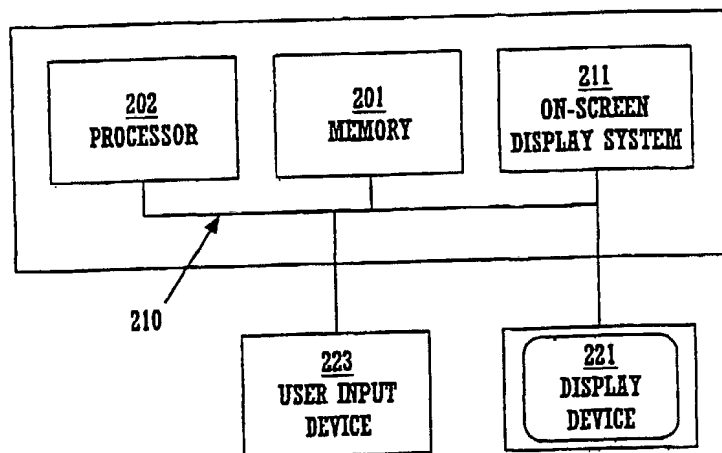 202
PROCESSOR
201
MEMORY
211
ON-SCREEN
DISPLAY SYSTEM
210
223
USER INPUT
DEVICE
221
DISPLAY
DEVICE